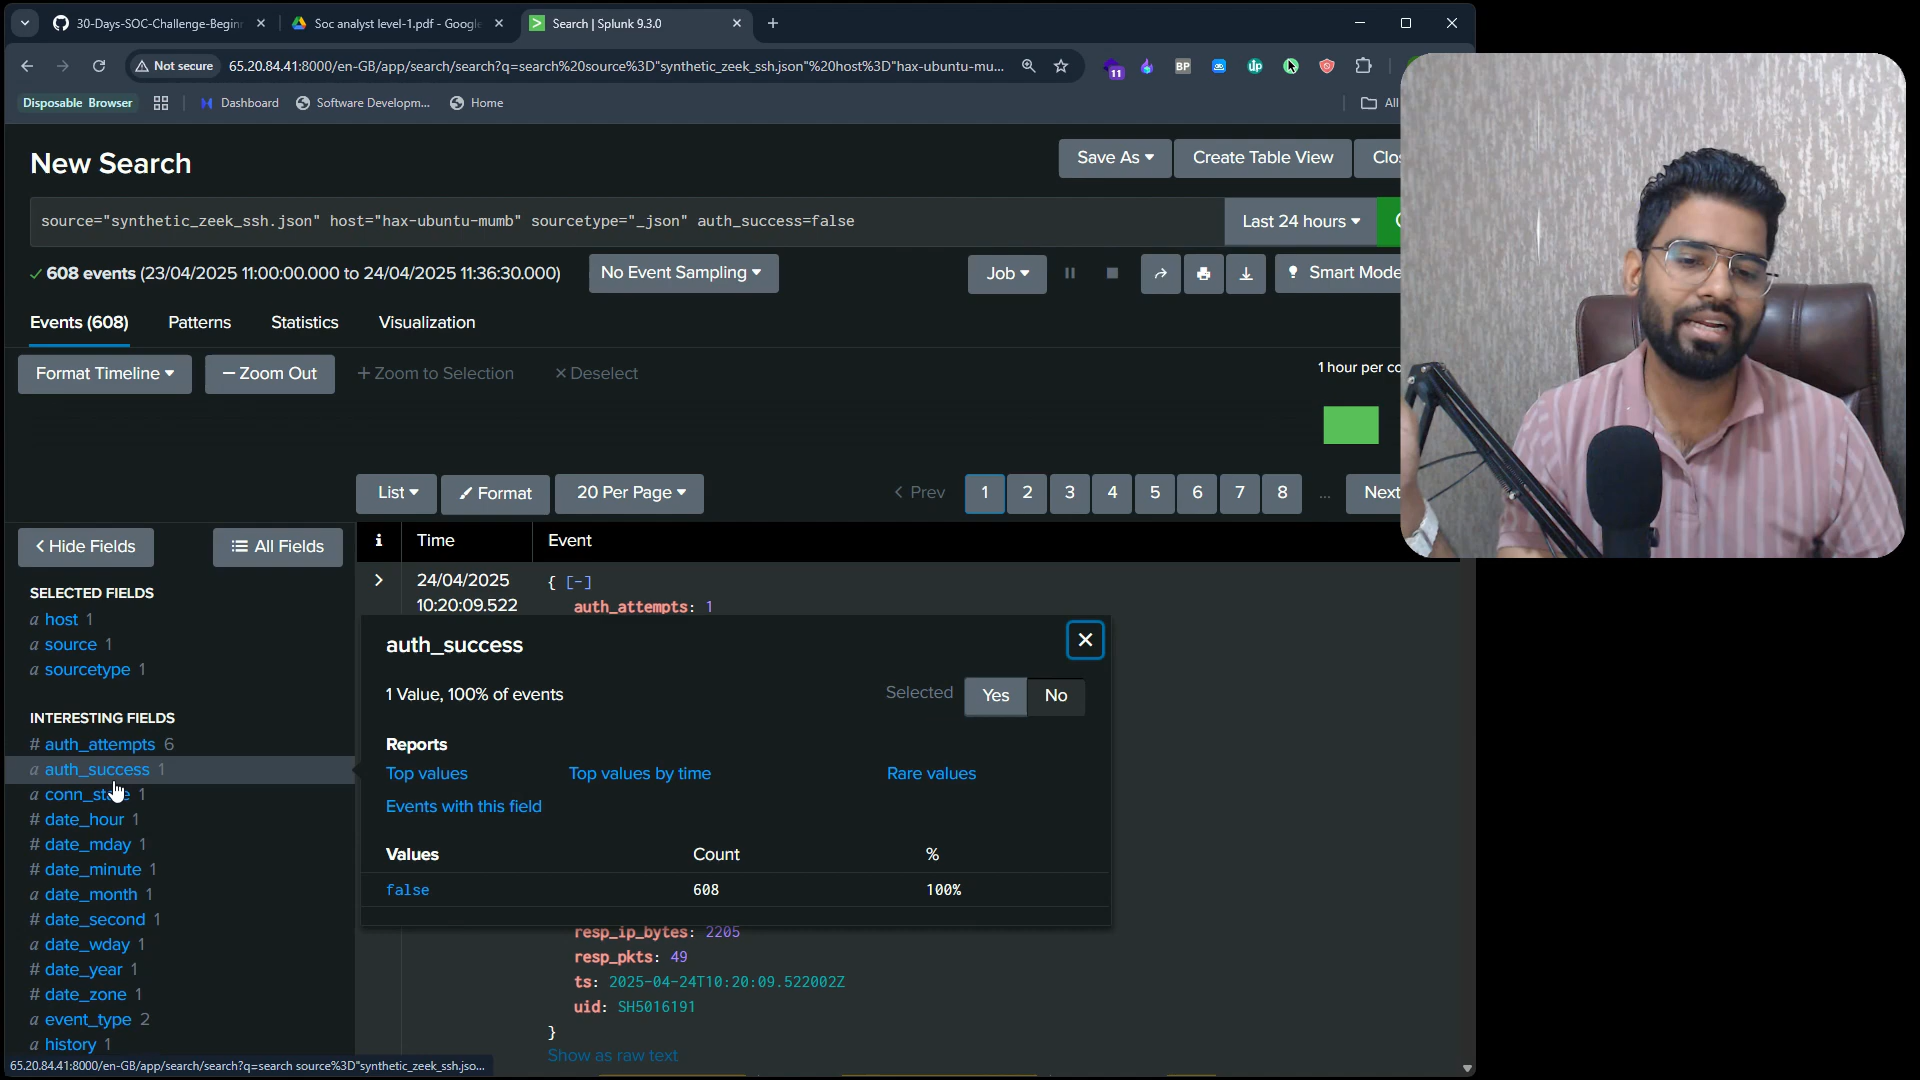 30-Days-SOC-Challenge-Beginn
Soc analyst level-1.pdf - Google
Search | Splunk 9.3.0
Not secure
65.20.84.41:8000/en-GB/app/search/search?q=search%20source%3D"synthetic_zeek_ssh.json"%20host%3D"hax-ubuntu-mu...
11
BP
up
Disposable Browser
Dashboard
Software Developm...
Home
All
New Search
Save As
Create Table View
Clos
source="synthetic_zeek_ssh.json" host="hax-ubuntu-mumb" sourcetype="_json" auth_success=false
Last 24 hours
608 events (23/04/2025 11:00:00.000 to 24/04/2025 11:36:30.000)
No Event Sampling
Job
Smart Mode
Events (608)
Patterns
Statistics
Visualization
Format Timeline
— Zoom Out
+ Zoom to Selection
× Deselect
1 hour per co
List
Format
20 Per Page
< Prev
1
2
3
4
5
6
7
8
...
Next
< Hide Fields
All Fields
i
Time
Event
SELECTED FIELDS
a host 1
a source 1
a sourcetype 1
INTERESTING FIELDS
# auth_attempts 6
a auth_success 1
a conn_state 1
# date_hour 1
# date_mday 1
# date_minute 1
a date_month 1
# date_second 1
a date_wday 1
# date_year 1
# date_zone 1
a event_type 2
a history 1
24/04/2025
10:20:09.522
{ [-]
auth_attempts: 1
auth_success
1 Value, 100% of events
Selected
Yes
No
Reports
Top values
Top values by time
Rare values
Events with this field
Values
Count
%
false
608
100%
resp_ip_bytes: 2205
resp_pkts: 49
ts: 2025-04-24T10:20:09.522002Z
uid: SH5016191
}
Show as raw text
65.20.84.41:8000/en-GB/app/search/search?q=search source%3D"synthetic_zeek_ssh.jso...